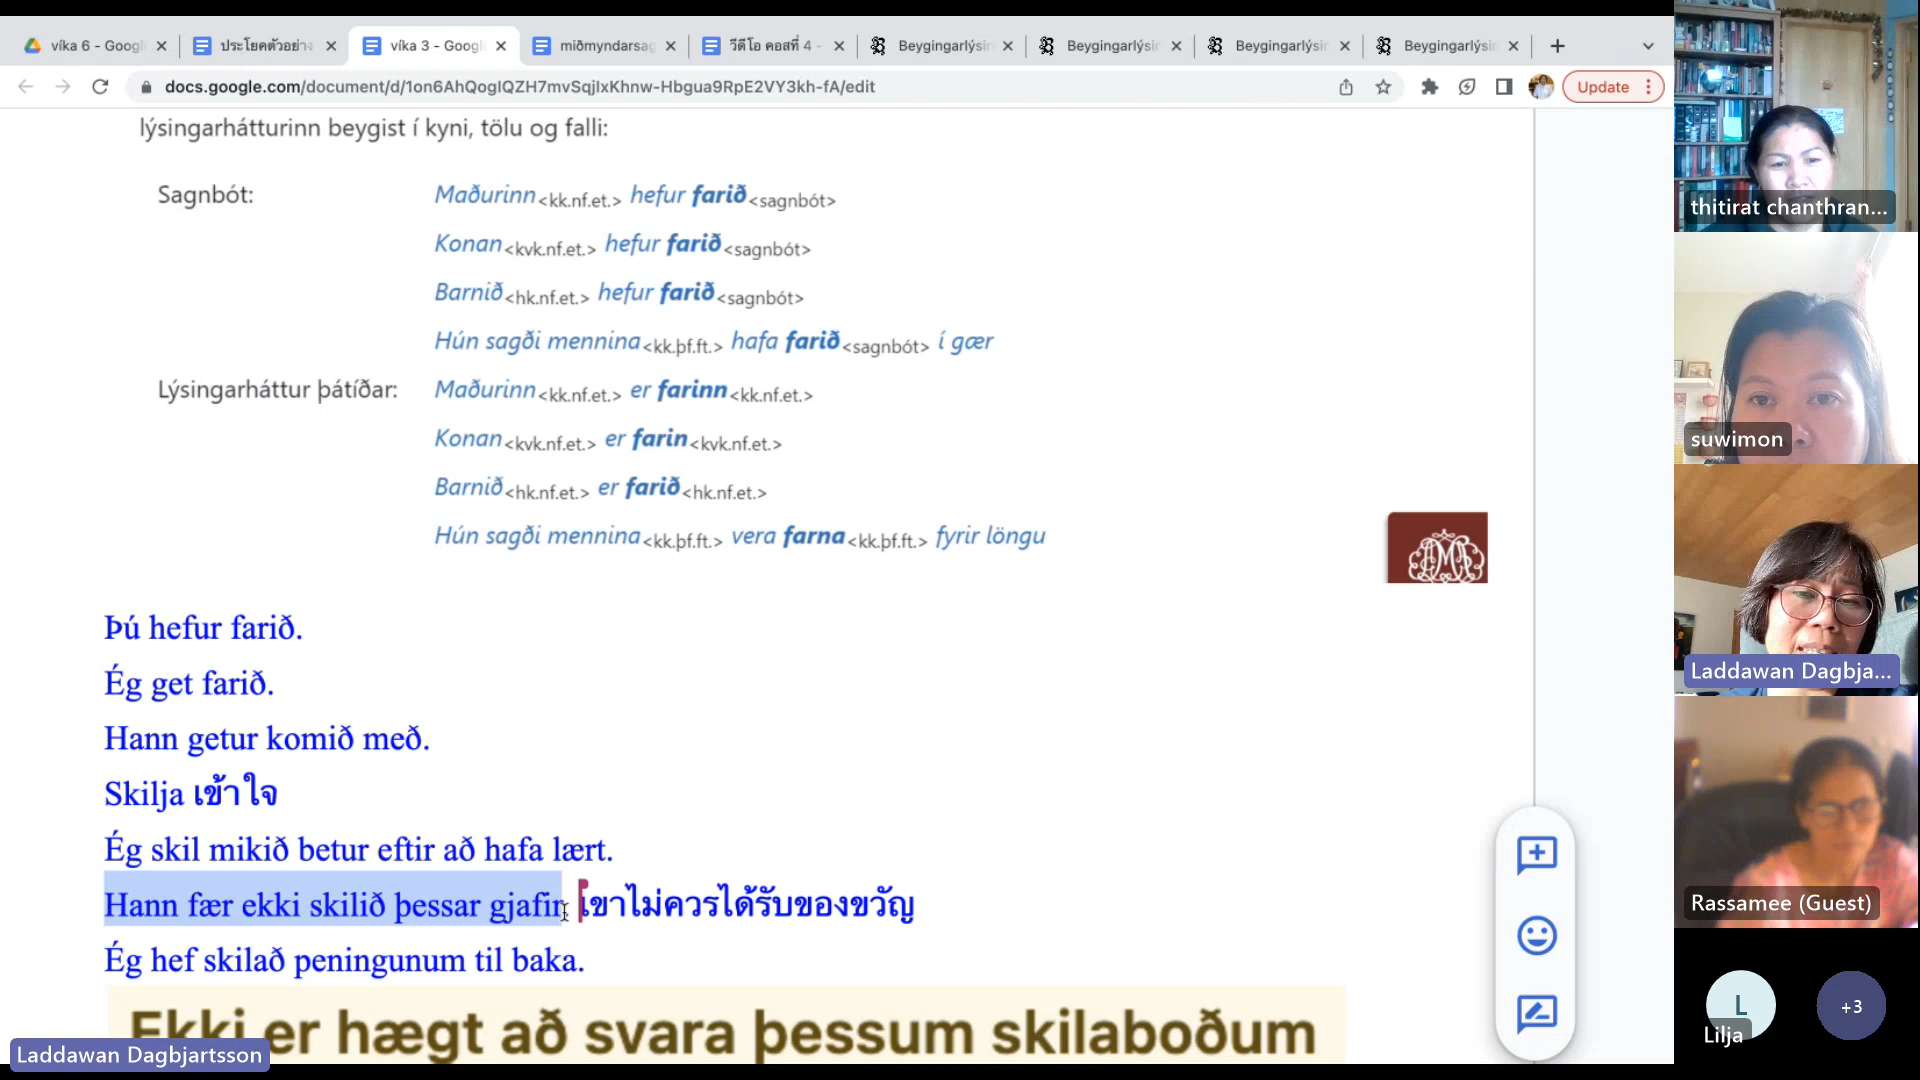 víka 6 - Googl
ประโยคตัวอย่าง
víka 3 - Googl
miðmyndarsag
วีดีโอ คอสที่ 4 -
Beygingarlýsin
Beygingarlýsin
Beygingarlýsin
Beygingarlýsin
docs.google.com/document/d/1on6AhQogIQZH7mvSqjIxKhnw-Hbgua9RpE2VY3kh-fA/edit
Update
lýsingarhátturinn beygist í kyni, tölu og falli:
Sagnbót: Maðurinn<kk.nf.et.> hefur farið<sagnbót>
Konan<kvk.nf.et.> hefur farið<sagnbót>
Barnið<hk.nf.et.> hefur farið<sagnbót>
Hún sagði mennina<kk.þf.ft.> hafa farið<sagnbót> í gær
Lýsingarháttur þátíðar: Maðurinn<kk.nf.et.> er farinn<kk.nf.et.>
Konan<kvk.nf.et.> er farin<kvk.nf.et.>
Barnið<hk.nf.et.> er farið<hk.nf.et.>
Hún sagði mennina<kk.þf.ft.> vera farna<kk.þf.ft.> fyrir löngu
Þú hefur farið.
Ég get farið.
Hann getur komið með.
Skilja เข้าใจ
Ég skil mikið betur eftir að hafa lært.
Hann fær ekki skilið þessar gjafir เขาไม่ควรได้รับของขวัญ
Ég hef skilað peningunum til baka.
Ekki er hægt að svara þessum skilaboðum
Laddawan Dagbjartsson
thitirat chanthran...
suwimon
Laddawan Dagbja...
Rassamee (Guest)
L
Lilja
+3